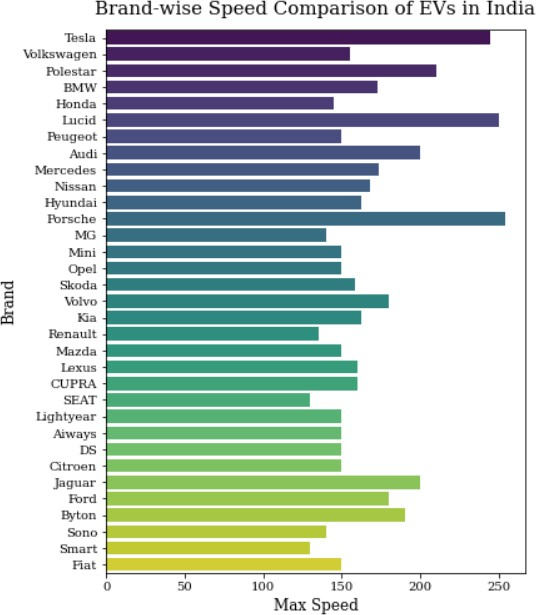 Brand-wise Speed Comparison of EVs in India
Tesla
Volkswagen
Polestar
BMW
Honda
Lucid
Peugeot
Audi
Mercedes
Nissan
Hyundai
Porsche
MG
Mini
Opel
Skoda
Volvo
Kia
Renault
Mazda
Lexus
CUPRA
SEAT
Lightyear
Aiways
DS
Citroen
Jaguar
Ford
Byton
Sono
Smart
Fiat
Brand
0 50 100 150 200 250
Max Speed